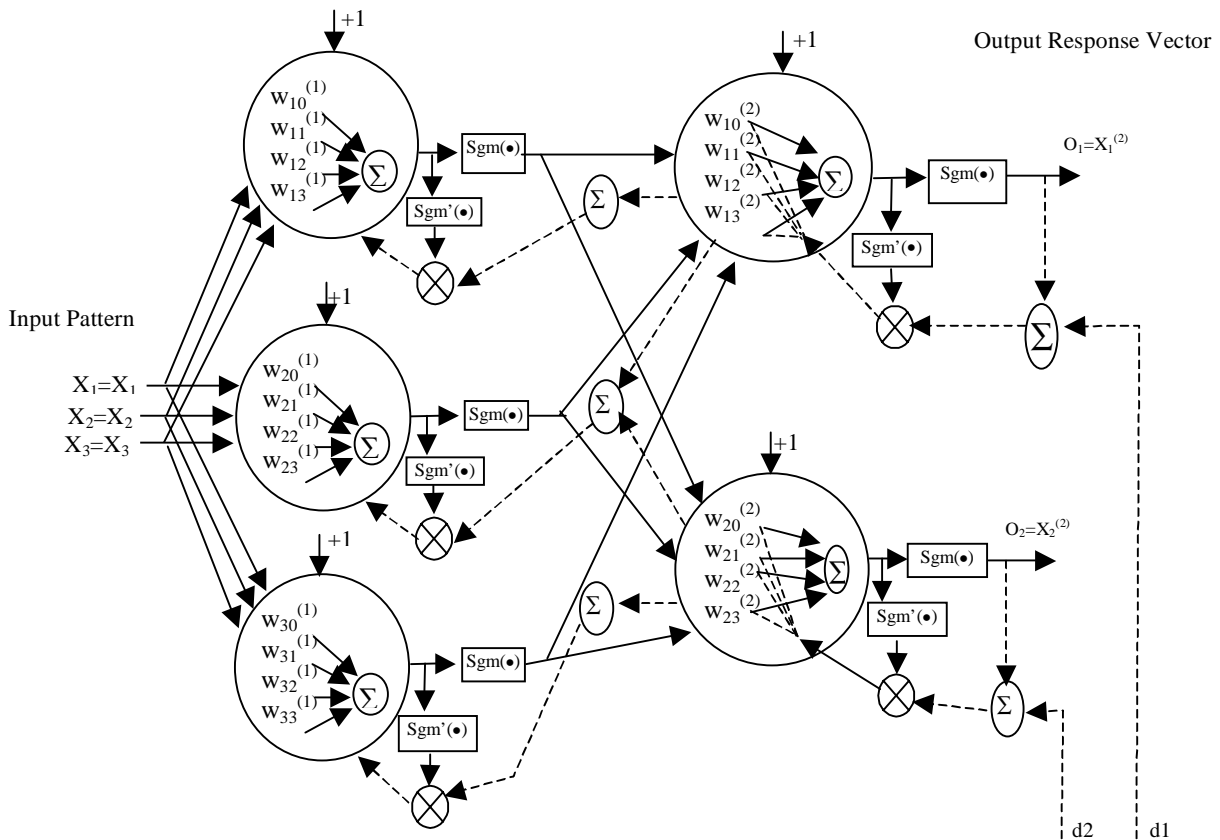 +1
+1
Output Response Vector
w10(1)
w11(1)
w12(1)
w13(1)
Σ
Sgm(•)
Sgm’(•)
Σ
w10(2)
w11(2)
w12(2)
w13(2)
Σ
Sgm(•)
O1=X1(2)
Sgm’(•)
Σ
Input Pattern
X1=X1
X2=X2
X3=X3
+1
w20(1)
w21(1)
w22(1)
w23(1)
Σ
Sgm(•)
Sgm’(•)
Σ
+1
w20(2)
w21(2)
w22(2)
w23(2)
Σ
Sgm(•)
O2=X2(2)
Sgm’(•)
Σ
+1
w30(1)
w31(1)
w32(1)
w33(1)
Σ
Sgm(•)
Sgm’(•)
Σ
d2
d1